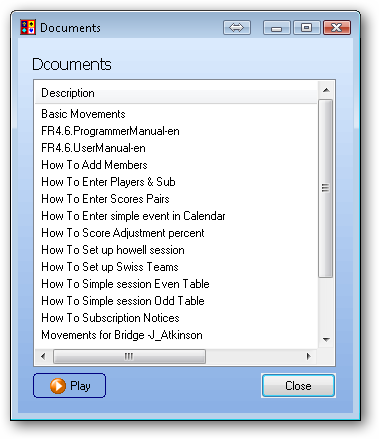 Dcouments
Dcouments
Description
Basic Movements
FR4.6.ProgrammerManual-en
FR4.6.UserManual-en
How To Add Members
How To Enter Players & Sub
How To Enter Scores Pairs
How To Enter simple event in Calendar
How To Score Adjustment percent
How To Set up howell session
How To Set up Swiss Teams
How To Simple session Even Table
How To Simple session Odd Table
How To Subscription Notices
Movements for Bridge -J_Atkinson
Play
Close